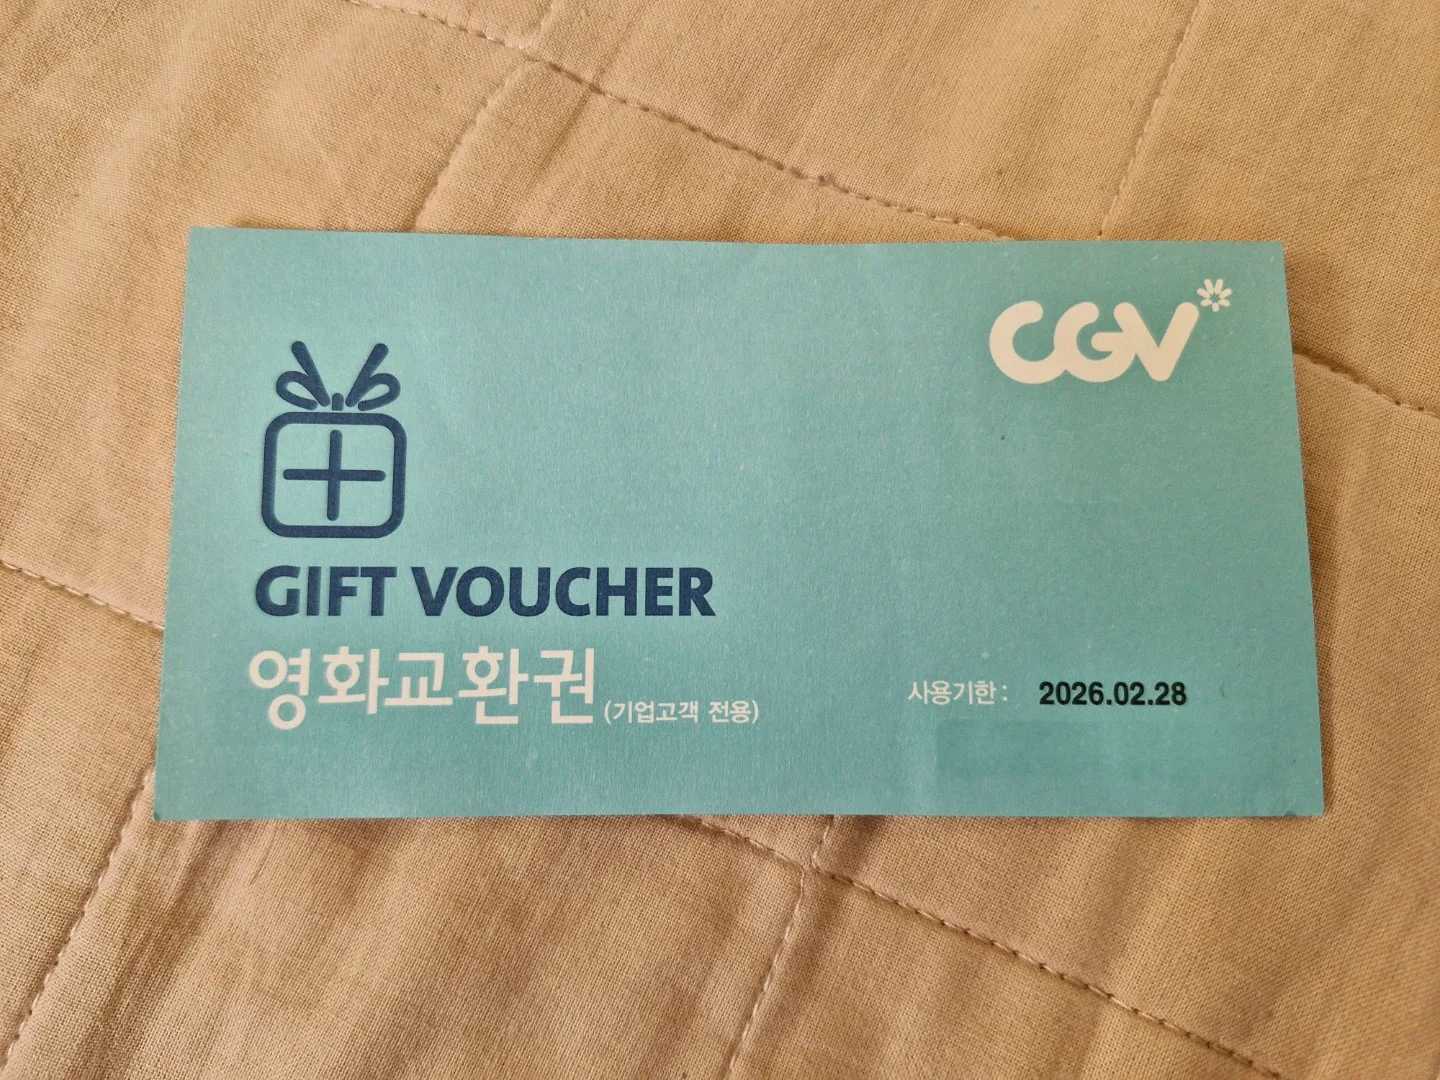 CGV
GIFT VOUCHER
영화교환권 (기업고객 전용)
사용기한 : 2026.02.28